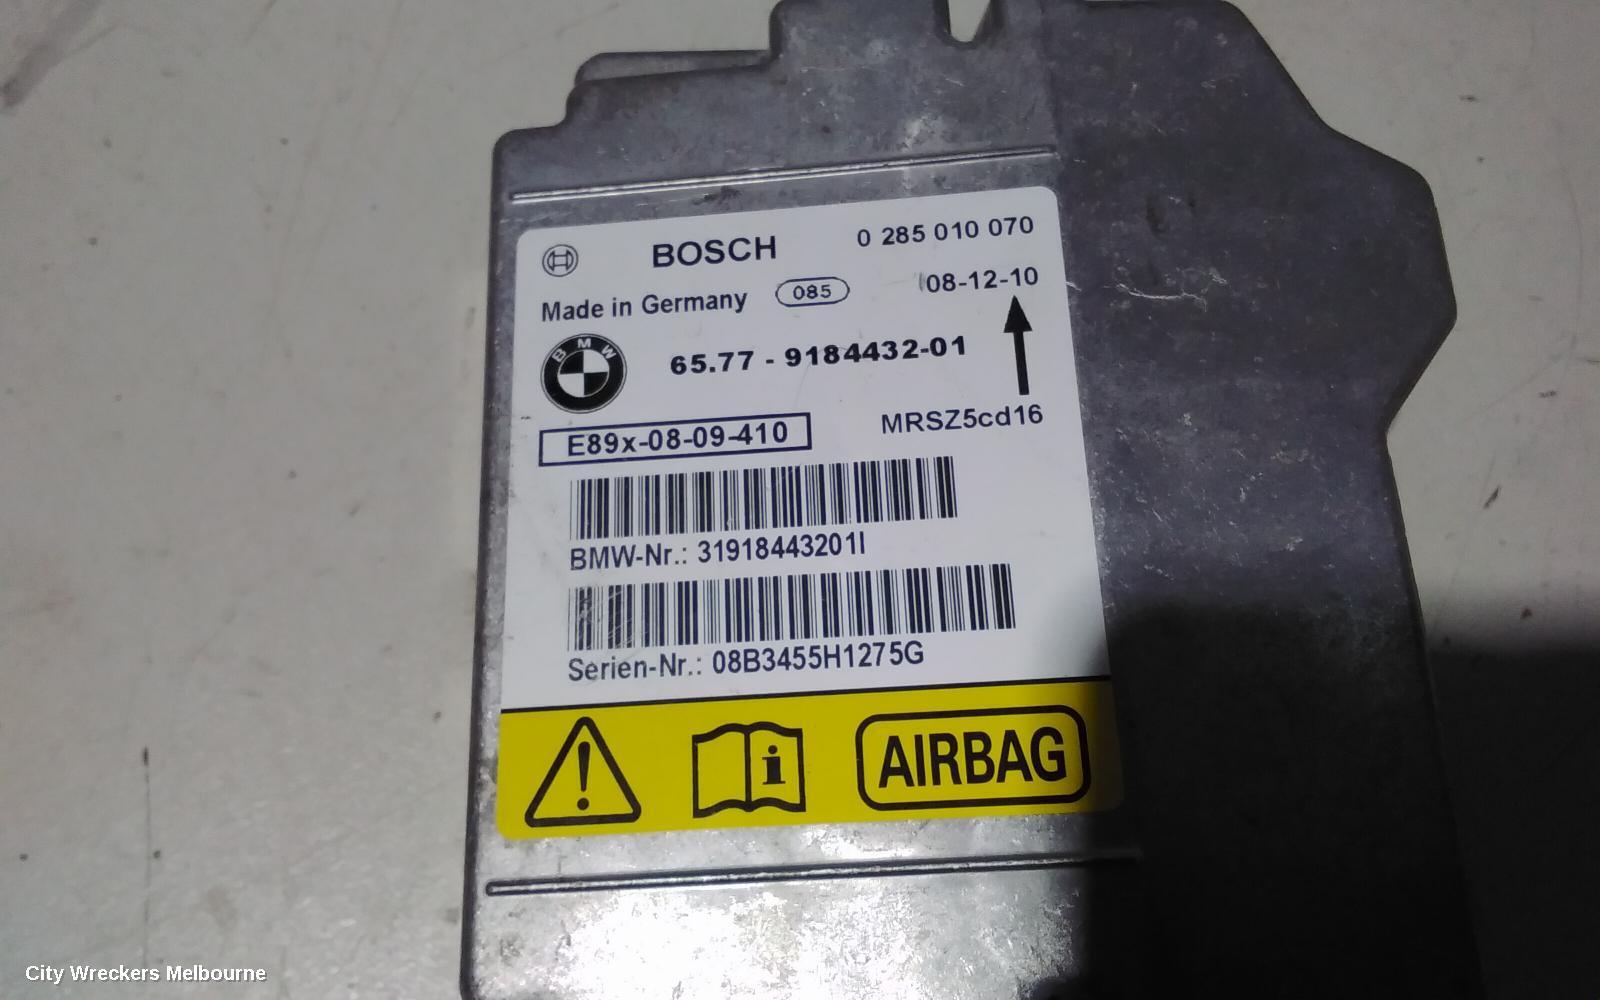 BOSCH 0 285 010 070
Made in Germany 085 08-12-10
BMW 65.77 - 9184432-01
E89x-08-09-410 MRSZ5cd16
BMW-Nr.: 31918443201I
Serien-Nr.: 08B3455H1275G
! i AIRBAG
City Wreckers Melbourne